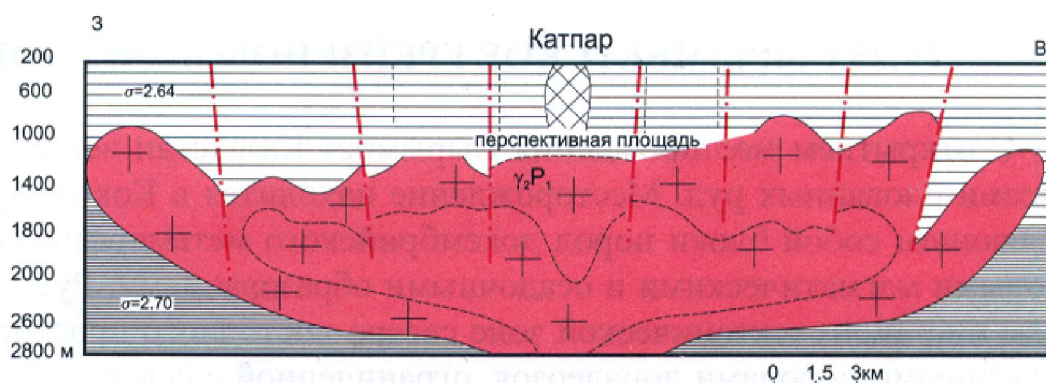 З
Катпар
В
200
600
σ=2.64
1000
перспективная площадь
1400
γ₂P₁
1800
2000
σ=2.70
2600
2800 м
0 1,5 3км